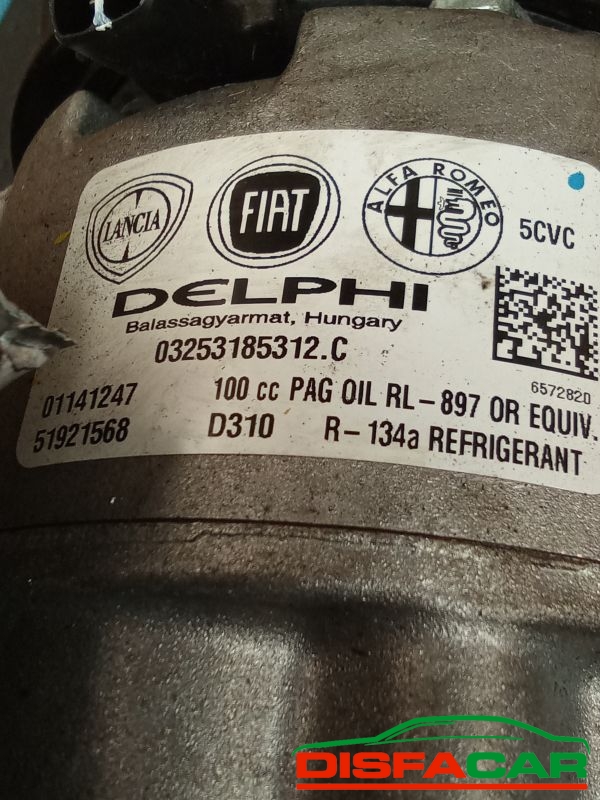 LANCIA
FIAT
ALFA ROMEO
5CVC
DELPHI
Balassagyarmat, Hungary
03253185312.C
6572820
01141247 100 cc PAG OIL RL-897 OR EQUIV.
51921568 D310 R-134a REFRIGERANT
DISFACAR